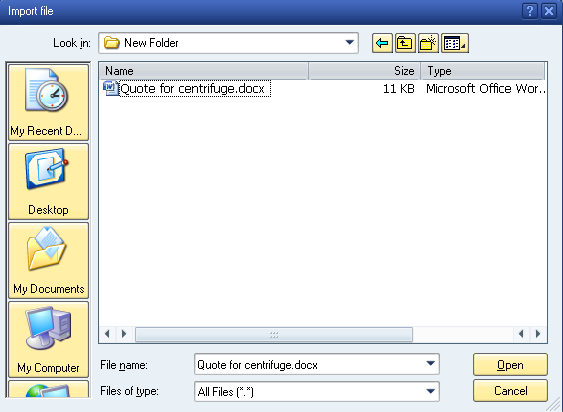 Import file
Look in: New Folder
Name Size Type
Quote for centrifuge.docx 11 KB Microsoft Office Wor...
My Recent D...
Desktop
My Documents
My Computer
File name: Quote for centrifuge.docx Open
Files of type: All Files (*.*) Cancel